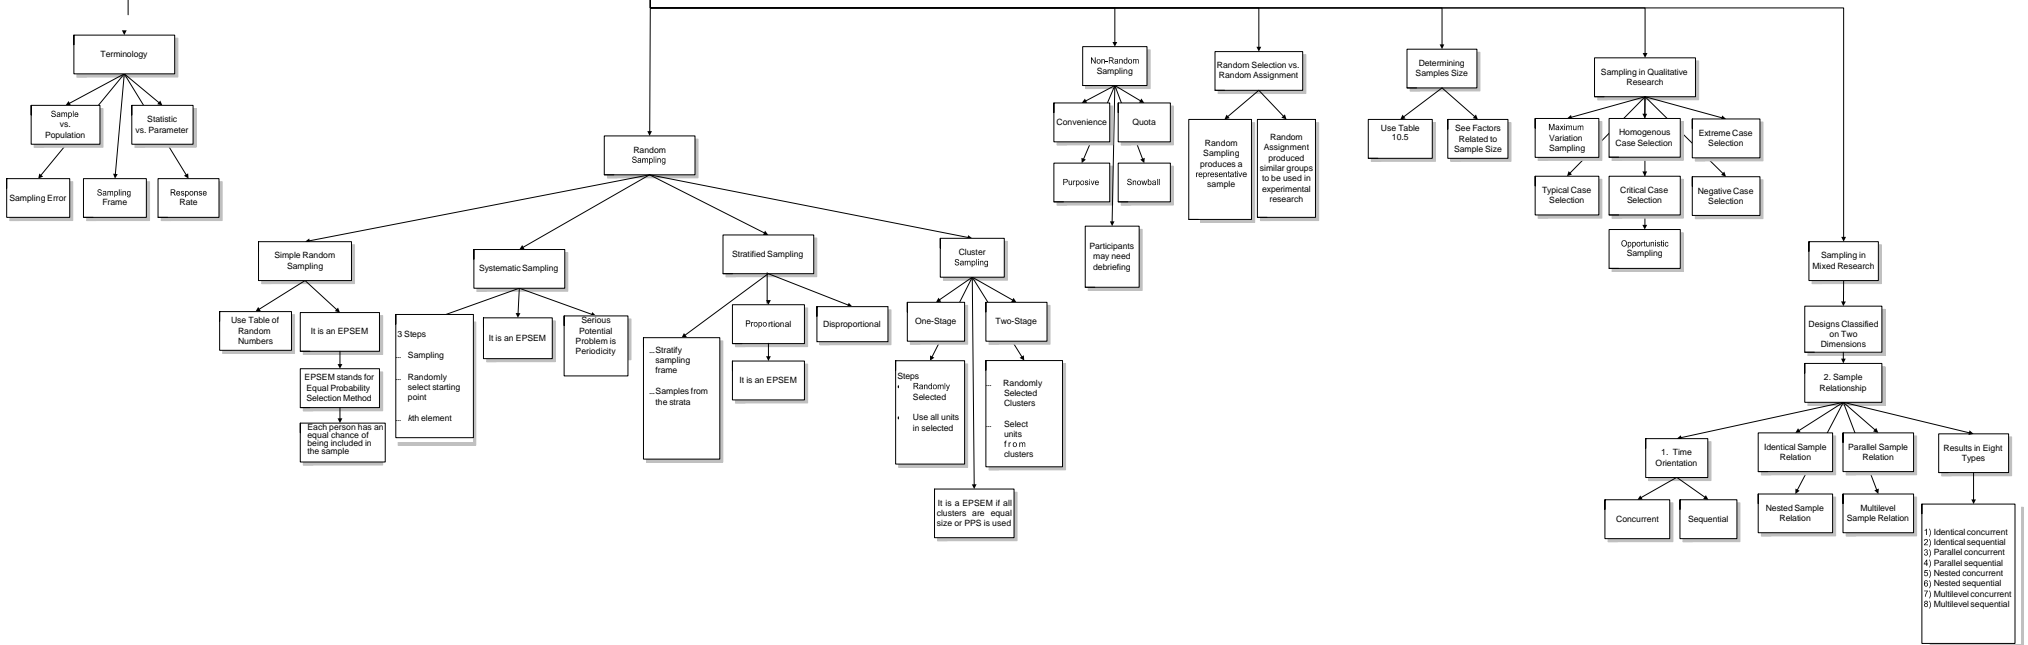 Terminology
Sample
vs.
Population
Statistic
vs. Parameter
Sampling Error
Sampling
Frame
Response
Rate
Random
Sampling
Simple Random
Sampling
Use Table of
Random
Numbers
It is an EPSEM
EPSEM stands for
Equal Probability
Selection Method
Each person has an
equal chance of
being included in
the sample
Systematic Sampling
3 Steps
... Sampling
... Randomly
select starting
point
... kth element
It is an EPSEM
Serious
Potential
Problem is
Periodicity
Stratified Sampling
...Stratify
sampling
frame
...Samples from
the strata
Proportional
It is an EPSEM
Disproportional
Cluster
Sampling
One-Stage
Steps
• Randomly
Selected
• Use all units
in selected
Two-Stage
... Randomly
Selected
Clusters
... Select
units
from
clusters
It is a EPSEM if all
clusters are equal
size or PPS is used
Non-Random
Sampling
Convenience
Quota
Purposive
Snowball
Participants
may need
debriefing
Random Selection vs.
Random Assignment
Random
Sampling
produces a
representative
sample
Random
Assignment
produced
similar groups
to be used in
experimental
research
Determining
Samples Size
Use Table
10.5
See Factors
Related to
Sample Size
Sampling in Qualitative
Research
Maximum
Variation
Sampling
Homogenous
Case Selection
Extreme Case
Selection
Typical Case
Selection
Critical Case
Selection
Negative Case
Selection
Opportunistic
Sampling
Sampling in
Mixed Research
Designs Classified
on Two
Dimensions
2. Sample
Relationship
1. Time
Orientation
Concurrent
Sequential
Identical Sample
Relation
Parallel Sample
Relation
Nested Sample
Relation
Multilevel
Sample Relation
Results in Eight
Types
1) Identical concurrent
2) Identical sequential
3) Parallel concurrent
4) Parallel sequential
5) Nested concurrent
6) Nested sequential
7) Multilevel concurrent
8) Multilevel sequential